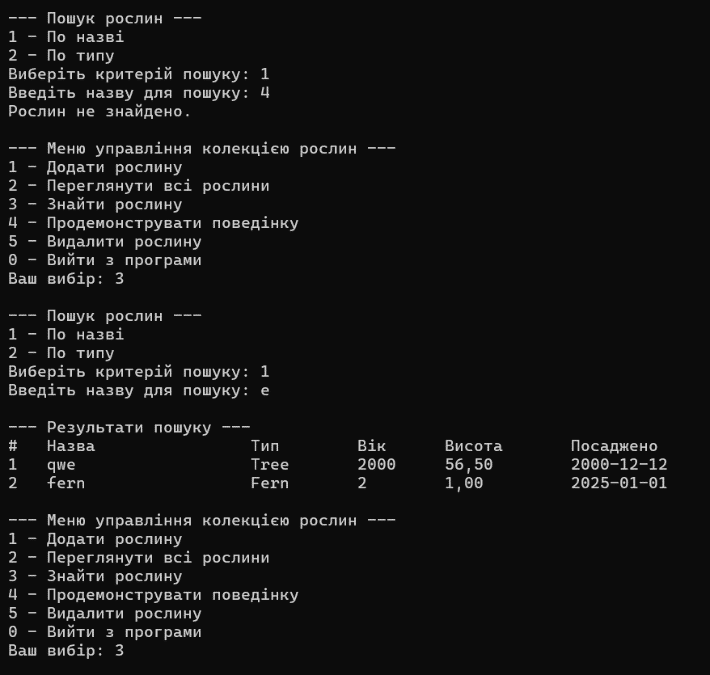 --- Пошук рослин ---
1 - По назві
2 - По типу
Виберіть критерій пошуку: 1
Введіть назву для пошуку: 4
Рослин не знайдено.
--- Меню управління колекцією рослин ---
1 - Додати рослину
2 - Переглянути всі рослини
3 - Знайти рослину
4 - Продемонструвати поведінку
5 - Видалити рослину
0 - Вийти з програми
Ваш вибір: 3
--- Пошук рослин ---
1 - По назві
2 - По типу
Виберіть критерій пошуку: 1
Введіть назву для пошуку: е
--- Результати пошуку ---
# Назва Тип Вік Висота Посаджено
1 qwe Tree 2000 56,50 2000-12-12
2 fern Fern 2 1,00 2025-01-01
--- Меню управління колекцією рослин ---
1 - Додати рослину
2 - Переглянути всі рослини
3 - Знайти рослину
4 - Продемонструвати поведінку
5 - Видалити рослину
0 - Вийти з програми
Ваш вибір: 3